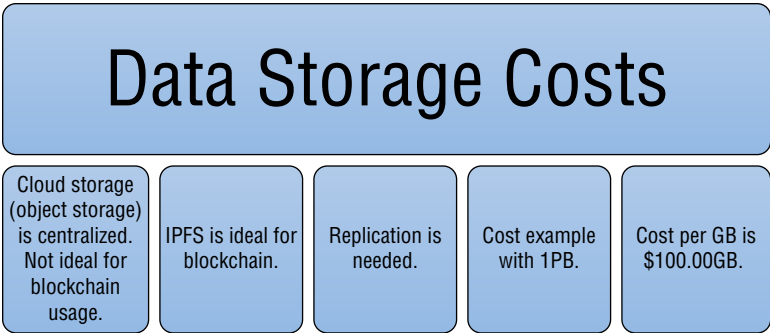 Data Storage Costs
Cloud storage
(object storage)
is centralized.
Not ideal for
blockchain
usage.
IPFS is ideal for
blockchain.
Replication is
needed.
Cost example
with 1PB.
Cost per GB is
$100.00GB.